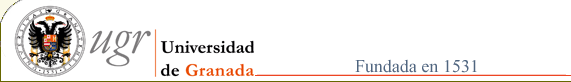 ugr
Universidad
de Granada
Fundada en 1531